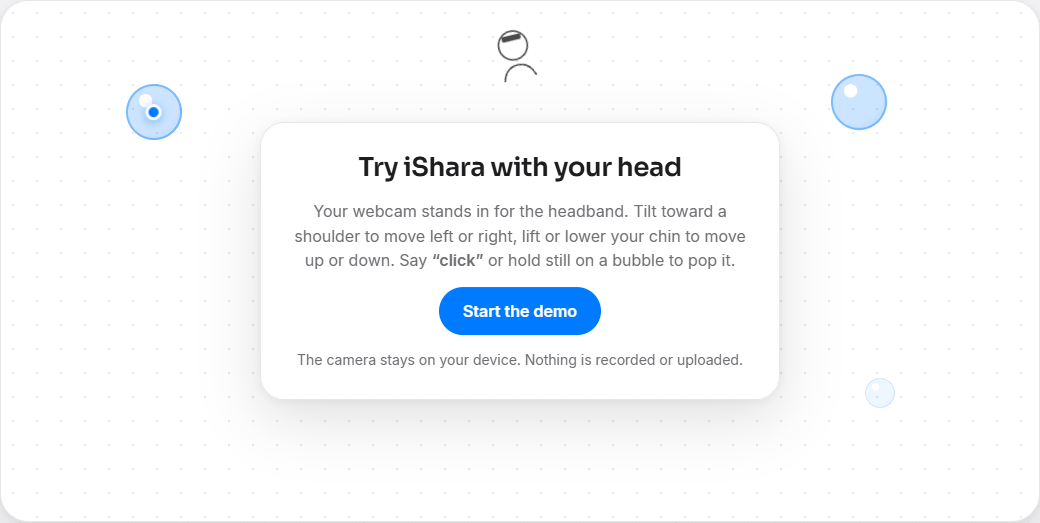 Try iShara with your head
Your webcam stands in for the headband. Tilt toward a
shoulder to move left or right, lift or lower your chin to move
up or down. Say “click” or hold still on a bubble to pop it.
Start the demo
The camera stays on your device. Nothing is recorded or uploaded.